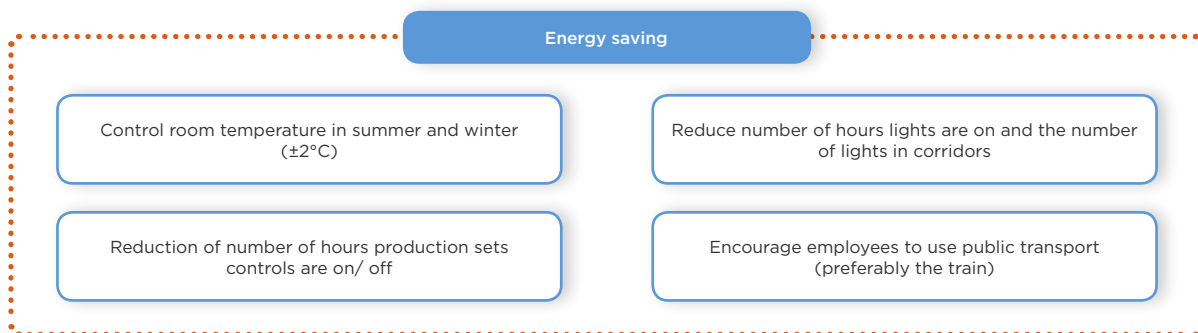 Energy saving
Control room temperature in summer and winter
(±2°C)
Reduce number of hours lights are on and the number
of lights in corridors
Reduction of number of hours production sets
controls are on/ off
Encourage employees to use public transport
(preferably the train)